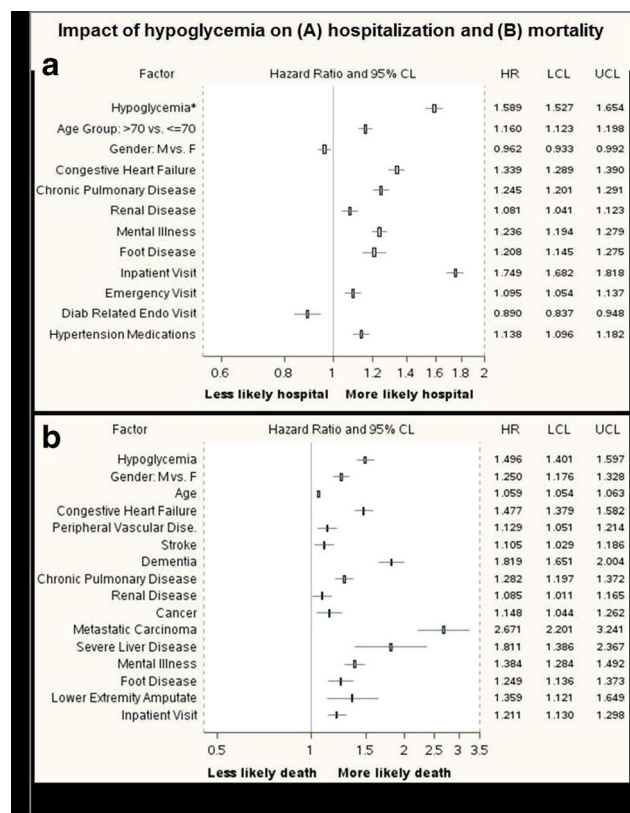 Impact of hypoglycemia on (A) hospitalization and (B) mortality
a
Factor Hazard Ratio and 95% CL HR LCL UCL
Hypoglycemia* 1.589 1.527 1.654
Age Group: >70 vs. <=70 1.160 1.123 1.198
Gender: M vs. F 0.962 0.933 0.992
Congestive Heart Failure 1.339 1.289 1.390
Chronic Pulmonary Disease 1.245 1.201 1.291
Renal Disease 1.081 1.041 1.123
Mental Illness 1.236 1.194 1.279
Foot Disease 1.208 1.145 1.275
Inpatient Visit 1.749 1.682 1.818
Emergency Visit 1.095 1.054 1.137
Diab Related Endo Visit 0.890 0.837 0.948
Hypertension Medications 1.138 1.096 1.182
0.6 0.8 1 1.2 1.4 1.6 1.8 2
Less likely hospital More likely hospital
b
Factor Hazard Ratio and 95% CL HR LCL UCL
Hypoglycemia 1.496 1.401 1.597
Gender: M vs. F 1.250 1.176 1.328
Age 1.059 1.054 1.063
Congestive Heart Failure 1.477 1.379 1.582
Peripheral Vascular Dise. 1.129 1.051 1.214
Stroke 1.105 1.029 1.186
Dementia 1.819 1.651 2.004
Chronic Pulmonary Disease 1.282 1.197 1.372
Renal Disease 1.085 1.011 1.165
Cancer 1.148 1.044 1.262
Metastatic Carcinoma 2.671 2.201 3.241
Severe Liver Disease 1.811 1.386 2.367
Mental Illness 1.384 1.284 1.492
Foot Disease 1.249 1.136 1.373
Lower Extremity Amputate 1.359 1.121 1.649
Inpatient Visit 1.211 1.130 1.298
0.5 1 1.5 2 2.5 3 3.5
Less likely death More likely death